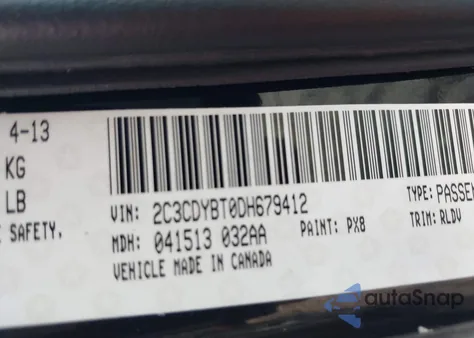 4-13
KG
LB
SAFETY.
VIN: 2C3CDYBT0DH679412
TYPE: PASSEN
MDH: 041513 032AA
PAINT: PX8
TRIM: RLDV
VEHICLE MADE IN CANADA
autoSnap